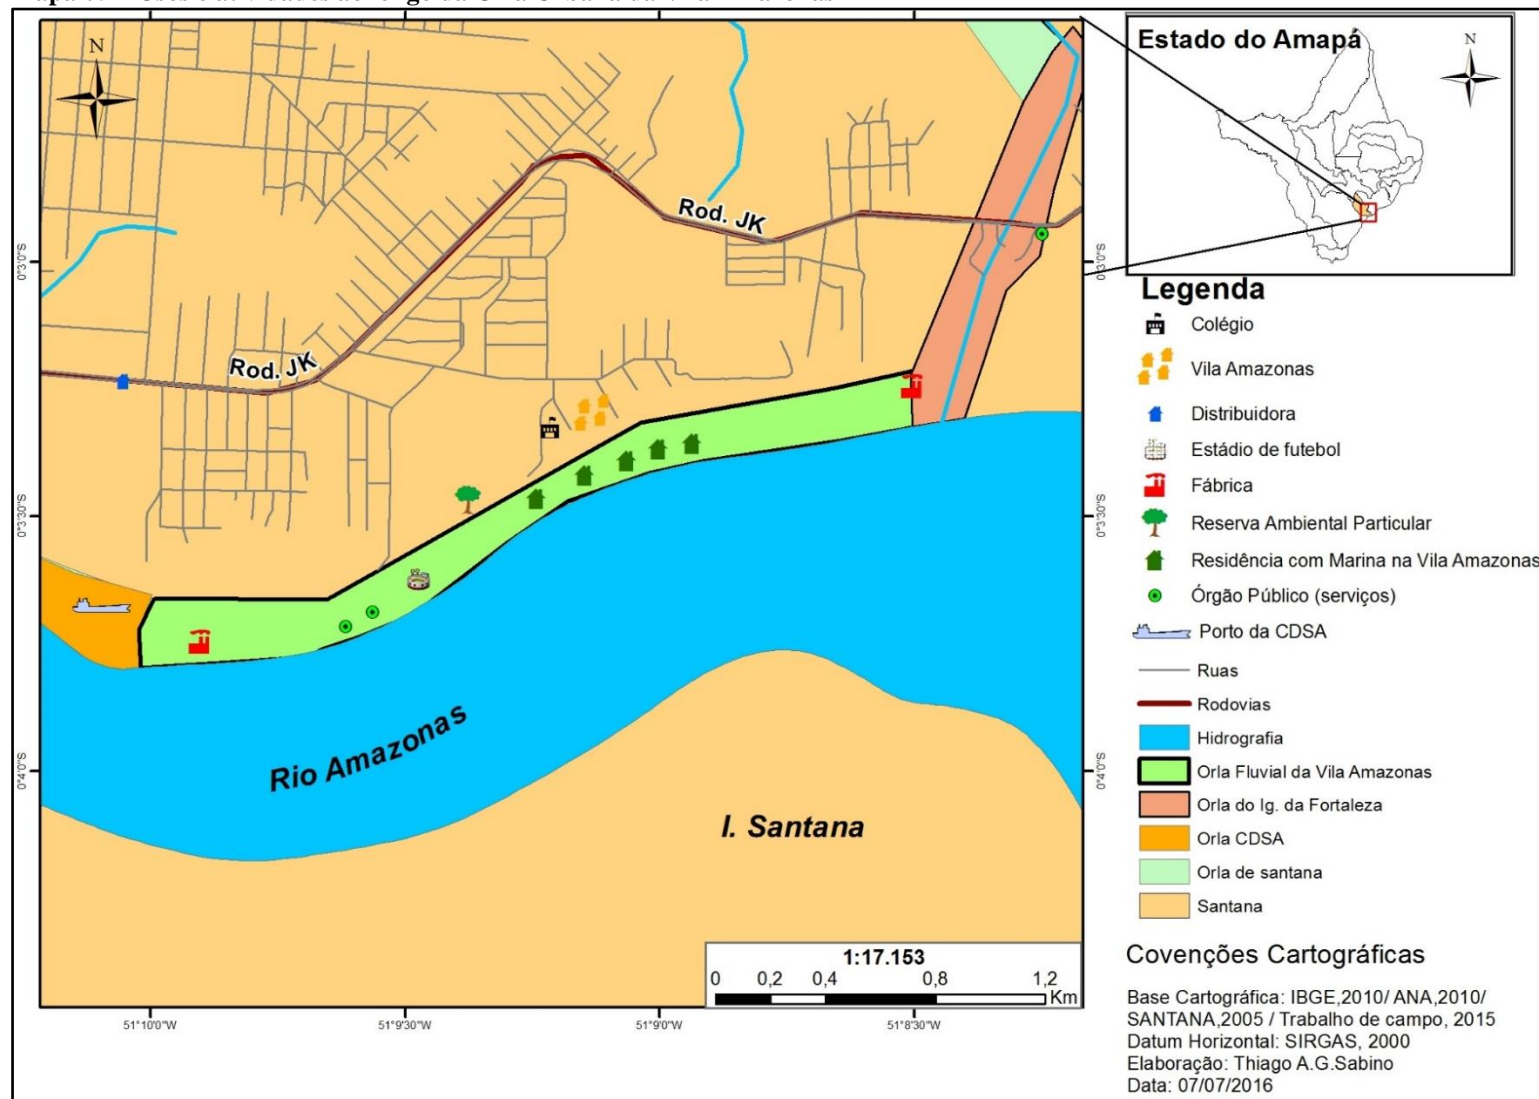 N
Rod. JK
Rod. JK
Rio Amazonas
I. Santana
0°3'0"S
0°3'30"S
0°4'0"S
0°3'0"S
0°3'30"S
0°4'0"S
51°10'0"W
51°9'30"W
51°9'0"W
51°8'30"W
1:17.153
0 0,2 0,4 0,8 1,2
Km
Estado do Amapá
N
Legenda
Colégio
Vila Amazonas
Distribuidora
Estádio de futebol
Fábrica
Reserva Ambiental Particular
Residência com Marina na Vila Amazonas
Órgão Público (serviços)
Porto da CDSA
Ruas
Rodovias
Hidrografia
Orla Fluvial da Vila Amazonas
Orla do Ig. da Fortaleza
Orla CDSA
Orla de santana
Santana
Covenções Cartográficas
Base Cartográfica: IBGE,2010/ ANA,2010/
SANTANA,2005 / Trabalho de campo, 2015
Datum Horizontal: SIRGAS, 2000
Elaboração: Thiago A.G.Sabino
Data: 07/07/2016